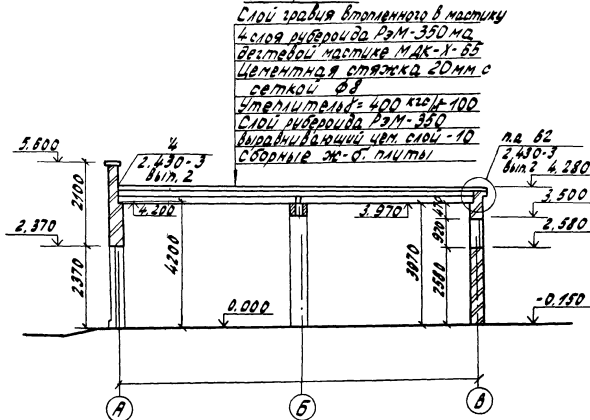 Слой гравия втопленного в мастику
4 слоя рубероида РэМ-350 на
дегтевой мастике МДК-Х-65
Цементная стяжка 20мм с
сеткой Ф8
Утеплитель γ=400 кгс/ -100
Слой рубероида РэМ-350
выравнивающий цем. слой-10
Сборные ж-б. плиты
4
2.430-3
вып. 2
п.а 62
2.430-3
вып. 2
5.600
4,280
3,500
2,580
-0.150
2,370
4.200
3.970
0.000
2100
2370
4200
3970
2580
920
А
Б
В